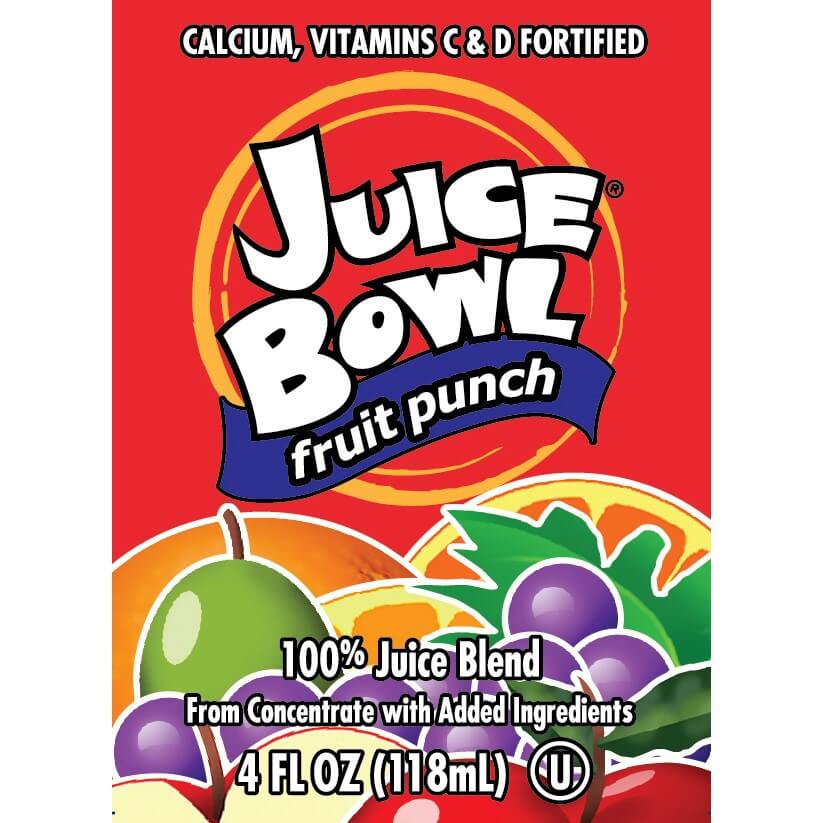 CALCIUM, VITAMINS C & D FORTIFIED
JUICE®
BOWL
fruit punch
100% Juice Blend
From Concentrate with Added Ingredients
4 FL OZ (118mL) U